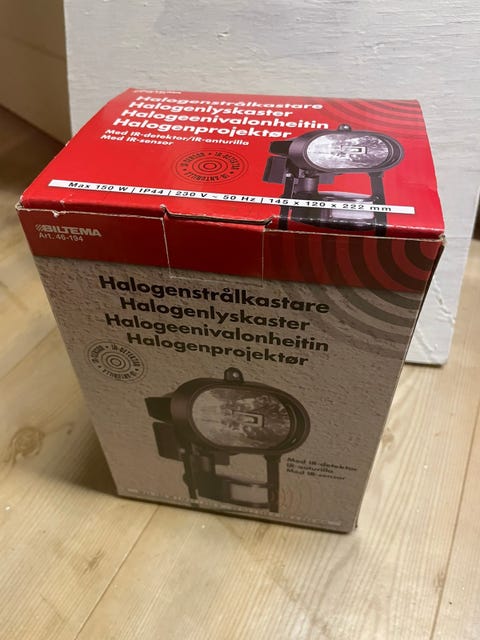 BILTEMA
Halogenstrålkastare
Halogenlyskaster
Halogeenivalonheitin
Halogenprojektør
Med IR-detektor/IR-anturilla
Med IR-sensor
Max 150 W | IP44 | 230 V ~ 50 Hz | 145 x 120 x 222 mm
BILTEMA
Art. 46-194
Halogenstrålkastare
Halogenlyskaster
Halogeenivalonheitin
Halogenprojektør
Med IR-detektor
IR-anturilla
Med IR-sensor